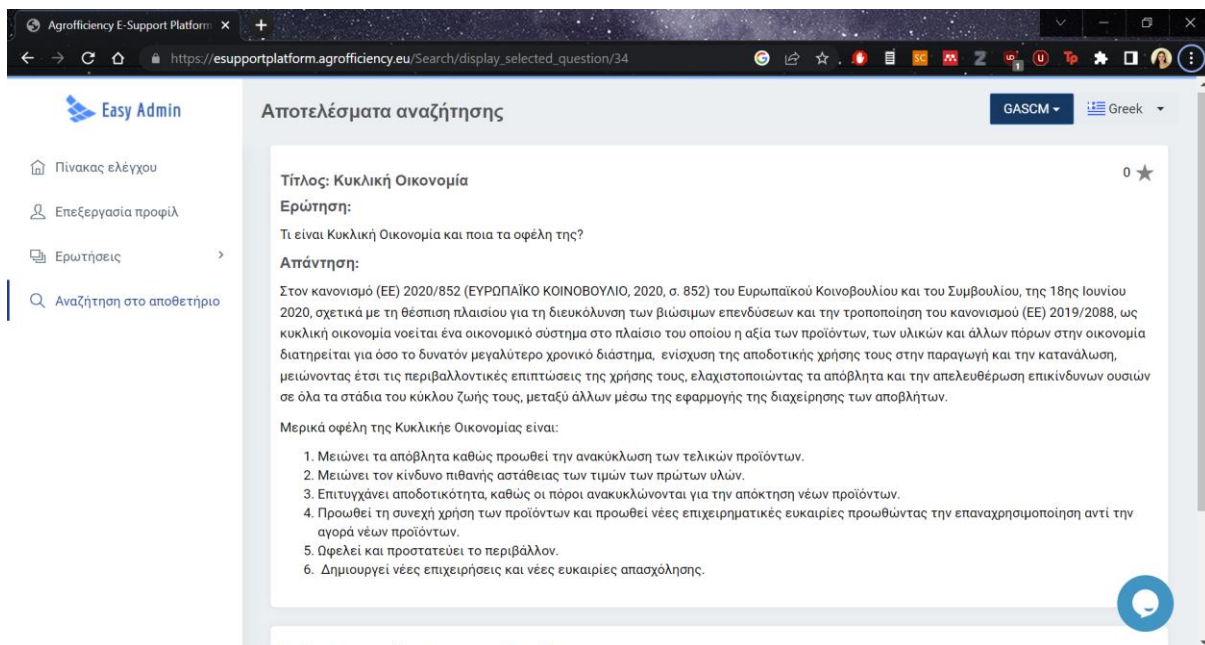 Agrofficiency E-Support Platform
https://esupportplatform.agrofficiency.eu/Search/display_selected_question/34
Easy Admin
Αποτελέσματα αναζήτησης
GASCM
Greek
Πίνακας ελέγχου
Επεξεργασία προφίλ
Ερωτήσεις
Αναζήτηση στο αποθετήριο
0
Τίτλος: Κυκλική Οικονομία
Ερώτηση:
Τι είναι Κυκλική Οικονομία και ποια τα οφέλη της?
Απάντηση:
Στον κανονισμό (ΕΕ) 2020/852 (ΕΥΡΩΠΑΪΚΟ ΚΟΙΝΟΒΟΥΛΙΟ, 2020, σ. 852) του Ευρωπαϊκού Κοινοβουλίου και του Συμβουλίου, της 18ης Ιουνίου
2020, σχετικά με τη θέσπιση πλαισίου για τη διευκόλυνση των βιώσιμων επενδύσεων και την τροποποίηση του κανονισμού (ΕΕ) 2019/2088, ως
κυκλική οικονομία νοείται ένα οικονομικό σύστημα στο πλαίσιο του οποίου η αξία των προϊόντων, των υλικών και άλλων πόρων στην οικονομία
διατηρείται για όσο το δυνατόν μεγαλύτερο χρονικό διάστημα, ενίσχυση της αποδοτικής χρήσης τους στην παραγωγή και την κατανάλωση,
μειώνοντας έτσι τις περιβαλλοντικές επιπτώσεις της χρήσης τους, ελαχιστοποιώντας τα απόβλητα και την απελευθέρωση επικίνδυνων ουσιών
σε όλα τα στάδια του κύκλου ζωής τους, μεταξύ άλλων μέσω της εφαρμογής της διαχείρησης των αποβλήτων.
Μερικά οφέλη της Κυκλικήε Οικονομίας είναι:
1. Μειώνει τα απόβλητα καθώς προωθεί την ανακύκλωση των τελικών προϊόντων.
2. Μειώνει τον κίνδυνο πιθανής αστάθειας των τιμών των πρώτων υλών.
3. Επιτυγχάνει αποδοτικότητα, καθώς οι πόροι ανακυκλώνονται για την απόκτηση νέων προϊόντων.
4. Προωθεί τη συνεχή χρήση των προϊόντων και προωθεί νέες επιχειρηματικές ευκαιρίες προωθώντας την επαναχρησιμοποίηση αντί την
αγορά νέων προϊόντων.
5. Ωφελεί και προστατεύει το περιβάλλον.
6. Δημιουργεί νέες επιχειρήσεις και νέες ευκαιρίες απασχόλησης.